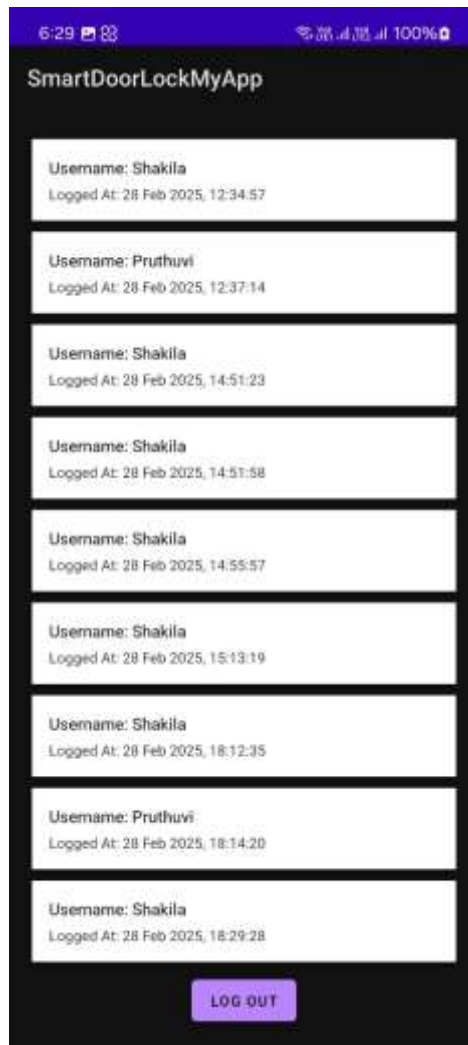 6:29 100%
SmartDoorLockMyApp
Username: Shakila
Logged At: 28 Feb 2025, 12:34:57
Username: Pruthuvi
Logged At: 28 Feb 2025, 12:37:14
Username: Shakila
Logged At: 28 Feb 2025, 14:51:23
Username: Shakila
Logged At: 28 Feb 2025, 14:51:58
Username: Shakila
Logged At: 28 Feb 2025, 14:55:57
Username: Shakila
Logged At: 28 Feb 2025, 15:13:19
Username: Shakila
Logged At: 28 Feb 2025, 18:12:35
Username: Pruthuvi
Logged At: 28 Feb 2025, 18:14:20
Username: Shakila
Logged At: 28 Feb 2025, 18:29:28
LOG OUT